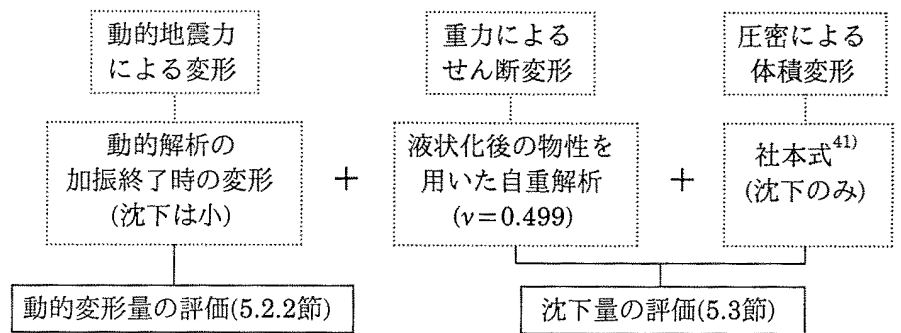 動的地震力
による変形
重力による
せん断変形
圧密による
体積変形
動的解析の
加振終了時の変形
(沈下は小)
+
液状化後の物性を
用いた自重解析
(ν=0.499)
+
社本式41)
(沈下のみ)
動的変形量の評価(5.2.2節)
沈下量の評価(5.3節)